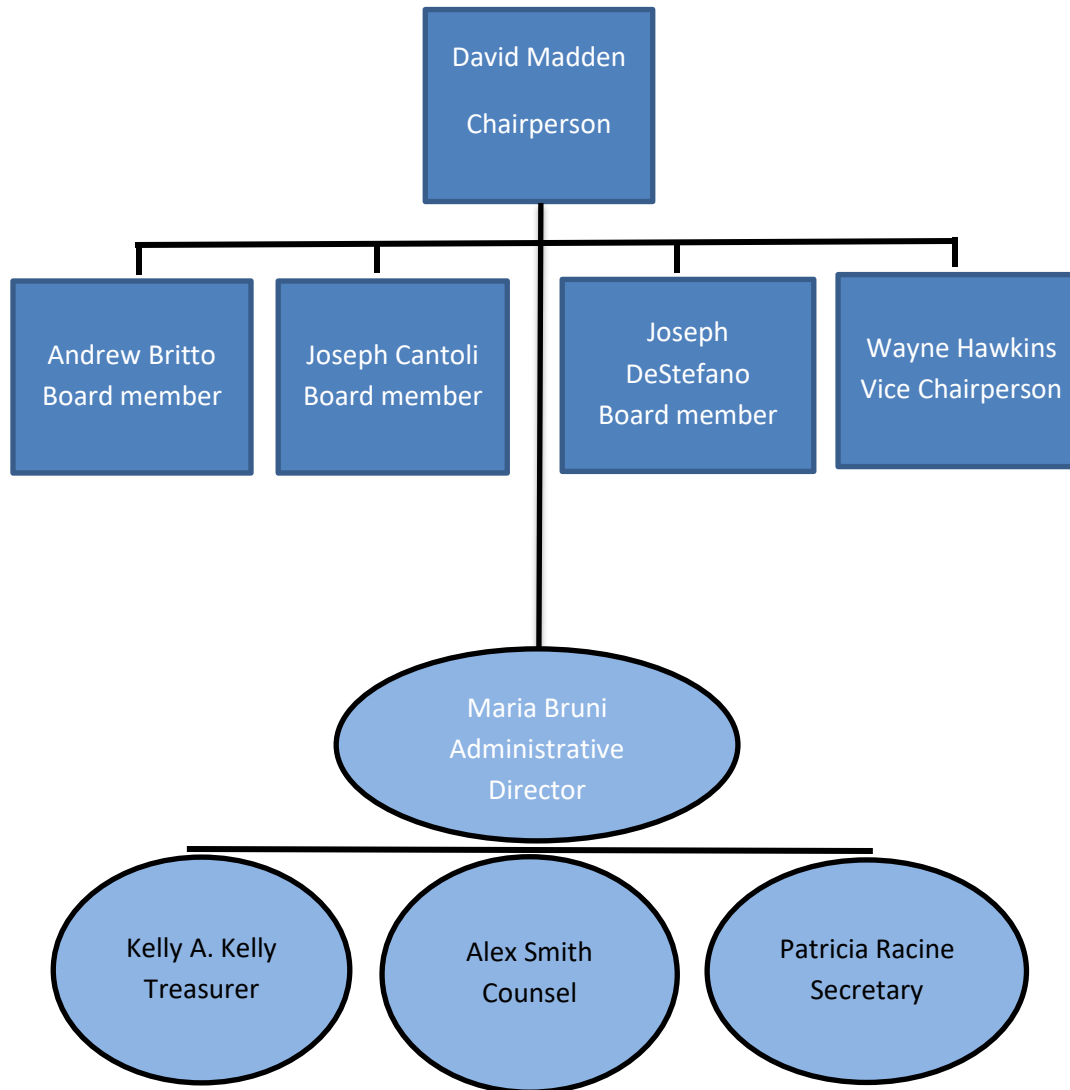 David Madden
Chairperson
Andrew Britto
Board member
Joseph Cantoli
Board member
Joseph
DeStefano
Board member
Wayne Hawkins
Vice Chairperson
Maria Bruni
Administrative
Director
Kelly A. Kelly
Treasurer
Alex Smith
Counsel
Patricia Racine
Secretary